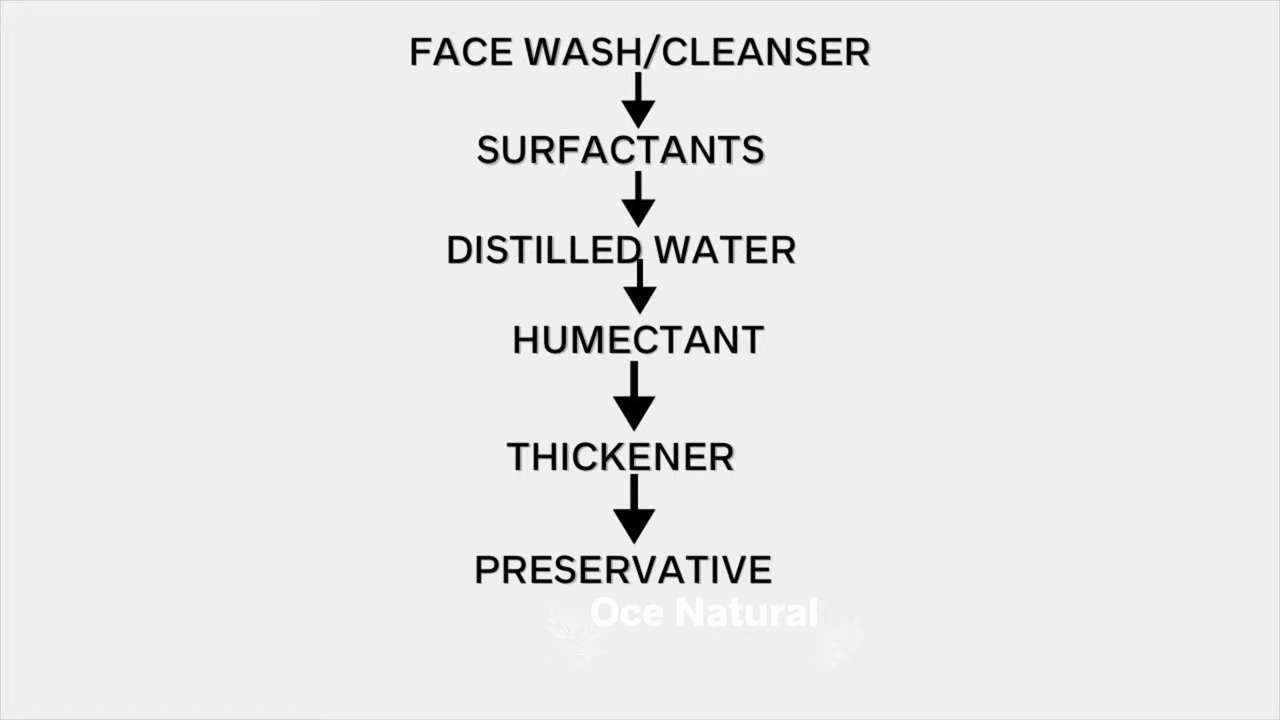 FACE WASH/CLEANSER
SURFACTANTS
DISTILLED WATER
HUMECTANT
THICKENER
PRESERVATIVE
Oce Natural